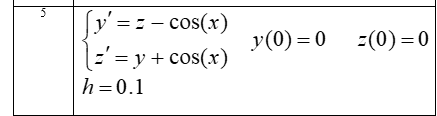 5
y′ = z − cos(x)
z′ = y + cos(x)
y(0) = 0 z(0) = 0
h = 0.1